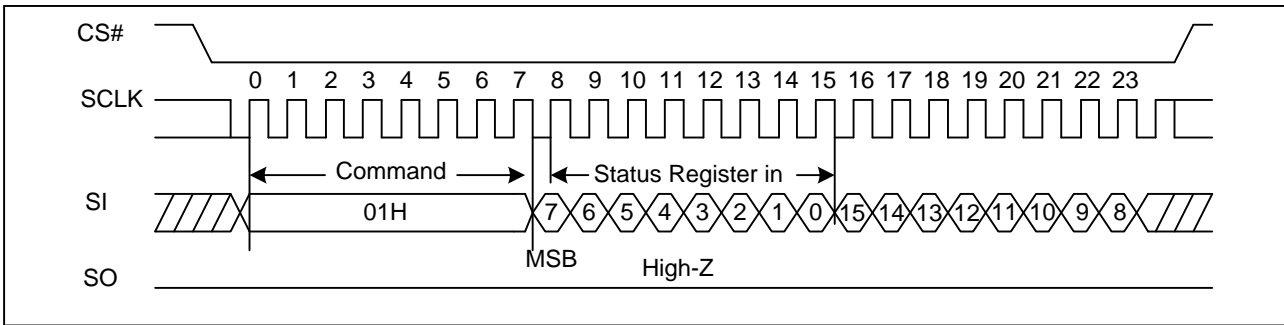 CS#
0 1 2 3 4 5 6 7 8 9 10 11 12 13 14 15 16 17 18 19 20 21 22 23
SCLK
Command Status Register in
SI 01H 7 6 5 4 3 2 1 0 15 14 13 12 11 10 9 8
MSB
SO High-Z